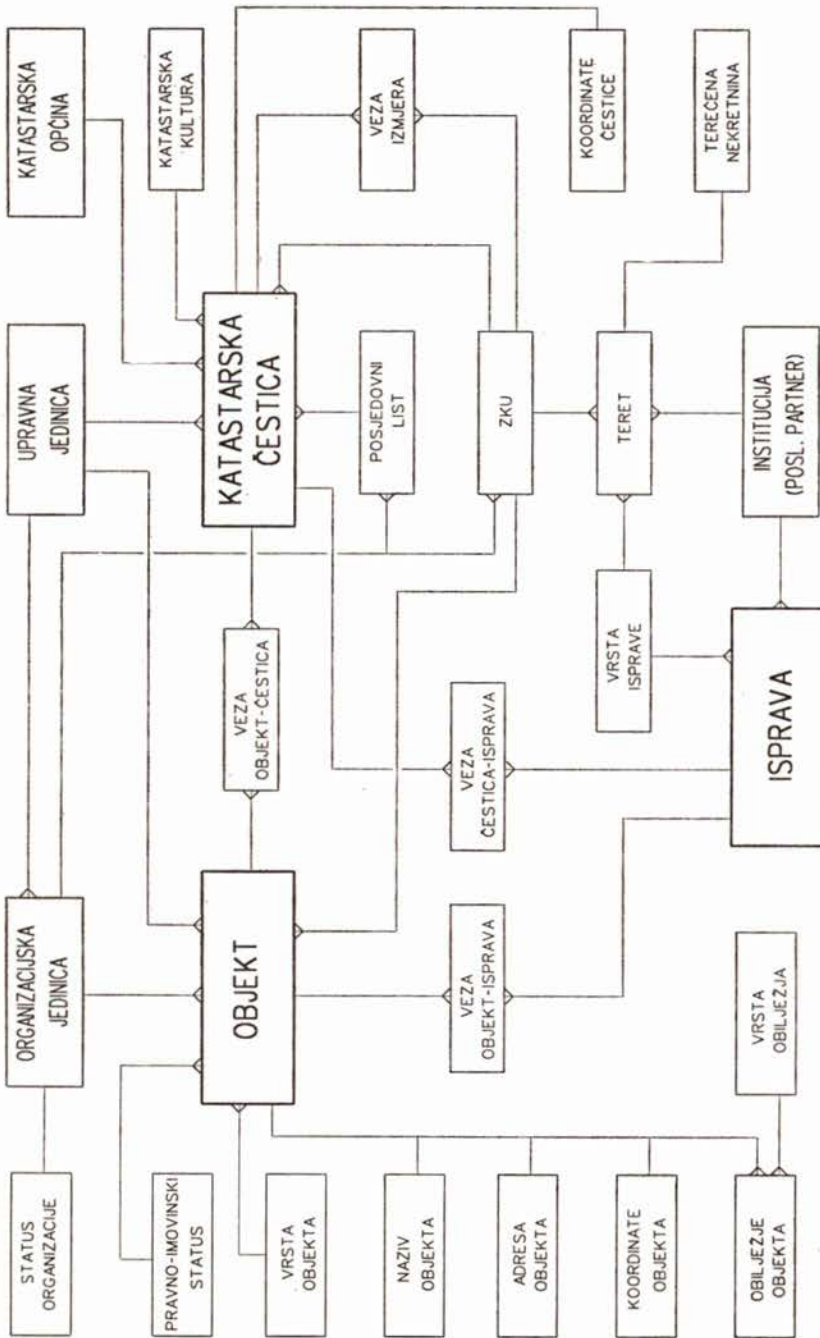 STATUS
ORGANIZACIJE
ORGANIZACIJSKA
JEDINICA
UPRAVNA
JEDINICA
KATASTARSKA
OPĆINA
PRAVNO-IMOVINSKI
STATUS
KATASTARSKA
KULTURA
VRSTA
OBJEKTA
OBJEKT
VEZA
OBJEKT-ČESTICA
KATASTARSKA
ČESTICA
NAZIV
OBJEKTA
POSJEDOVNI
LIST
VEZA
IZMJERA
ADRESA
OBJEKTA
VEZA
OBJEKT-ISPRAVA
VEZA
ČESTICA-ISPRAVA
ZKU
KOORDINATE
OBJEKTA
VRSTA
ISPRAVE
TERET
KOORDINATE
ČESTICE
OBILJEŽJE
OBJEKTA
VRSTA
OBILJEŽJA
ISPRAVA
INSTITUCIJA
(POSL. PARTNER)
TEREĆENA
NEKRETNINA